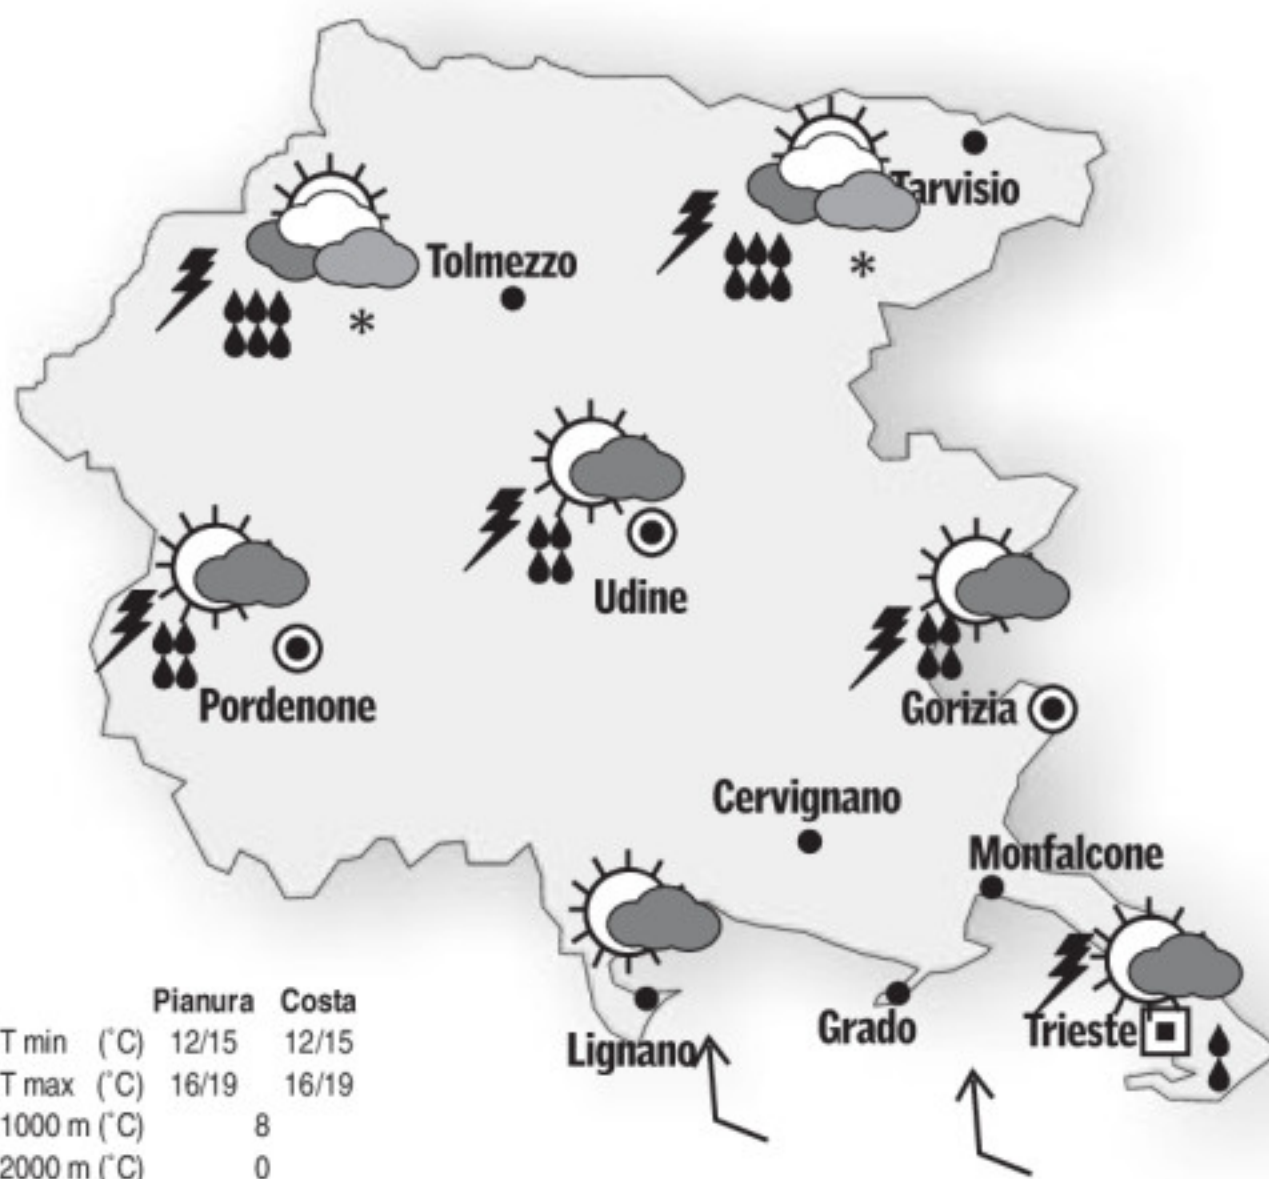 Tarvisio
Tolmezzo
Udine
Pordenone
Gorizia
Cervignano
Monfalcone
Grado
Trieste
Lignano
Pianura Costa
T min (°C) 12/15 12/15
T max (°C) 16/19 16/19
1000 m (°C) 8
2000 m (°C) 0